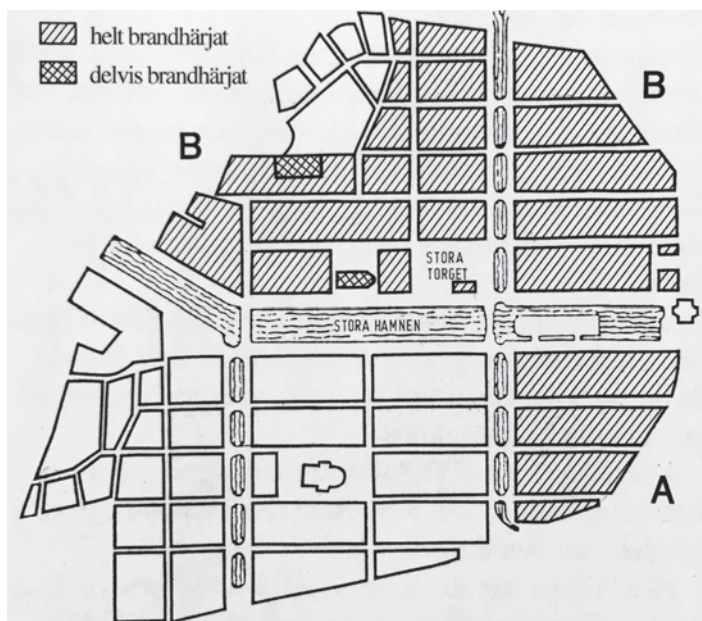 helt brandhärjat
delvis brandhärjat
B
B
STORA
TORGET
STORA HAMNEN
A